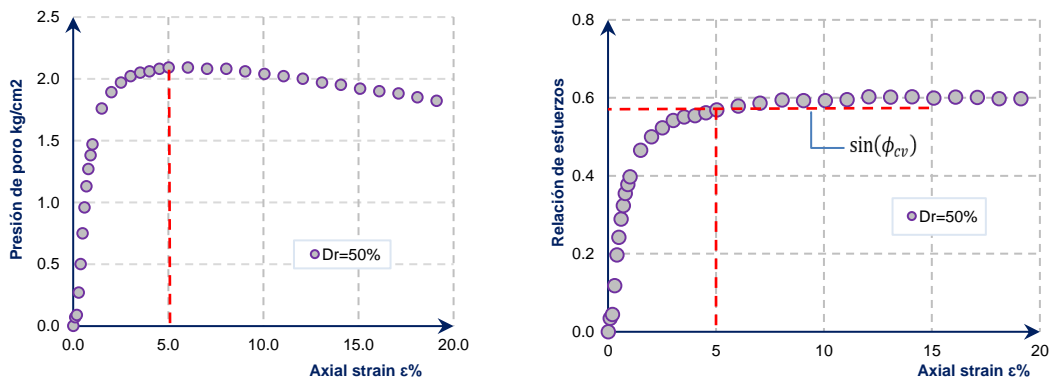 Presión de poro kg/cm2
2.5
2.0
1.5
1.0
0.5
0.0
0.0 5.0 10.0 15.0 20.0
Dr=50%
Axial strain ε%
Relación de esfuerzos
0.8
0.6
0.4
0.2
0.0
0 5 10 15 20
sin(ϕcv)
Dr=50%
Axial strain ε%